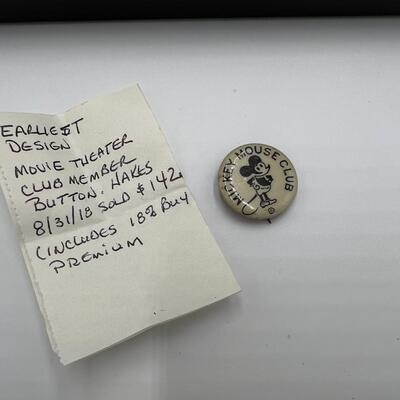 EARLIEST
DESIGN
MOVIE THEATER
CLUB MEMBER
BUTTON. HAKES
8/31/18 SOLD $142
(INCLUDES 18% BUY
PREMIUM
MICKEY MOUSE CLUB